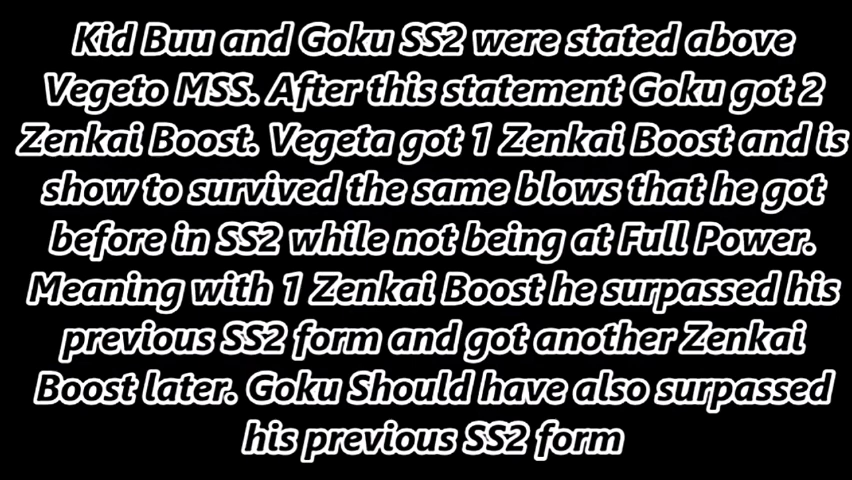 Kid Buu and Goku SS2 were stated above
Vegeto MSS. After this statement Goku got 2
Zenkai Boost. Vegeta got 1 Zenkai Boost and is
show to survived the same blows that he got
before in SS2 while not being at Full Power.
Meaning with 1 Zenkai Boost he surpassed his
previous SS2 form and got another Zenkai
Boost later. Goku Should have also surpassed
his previous SS2 form